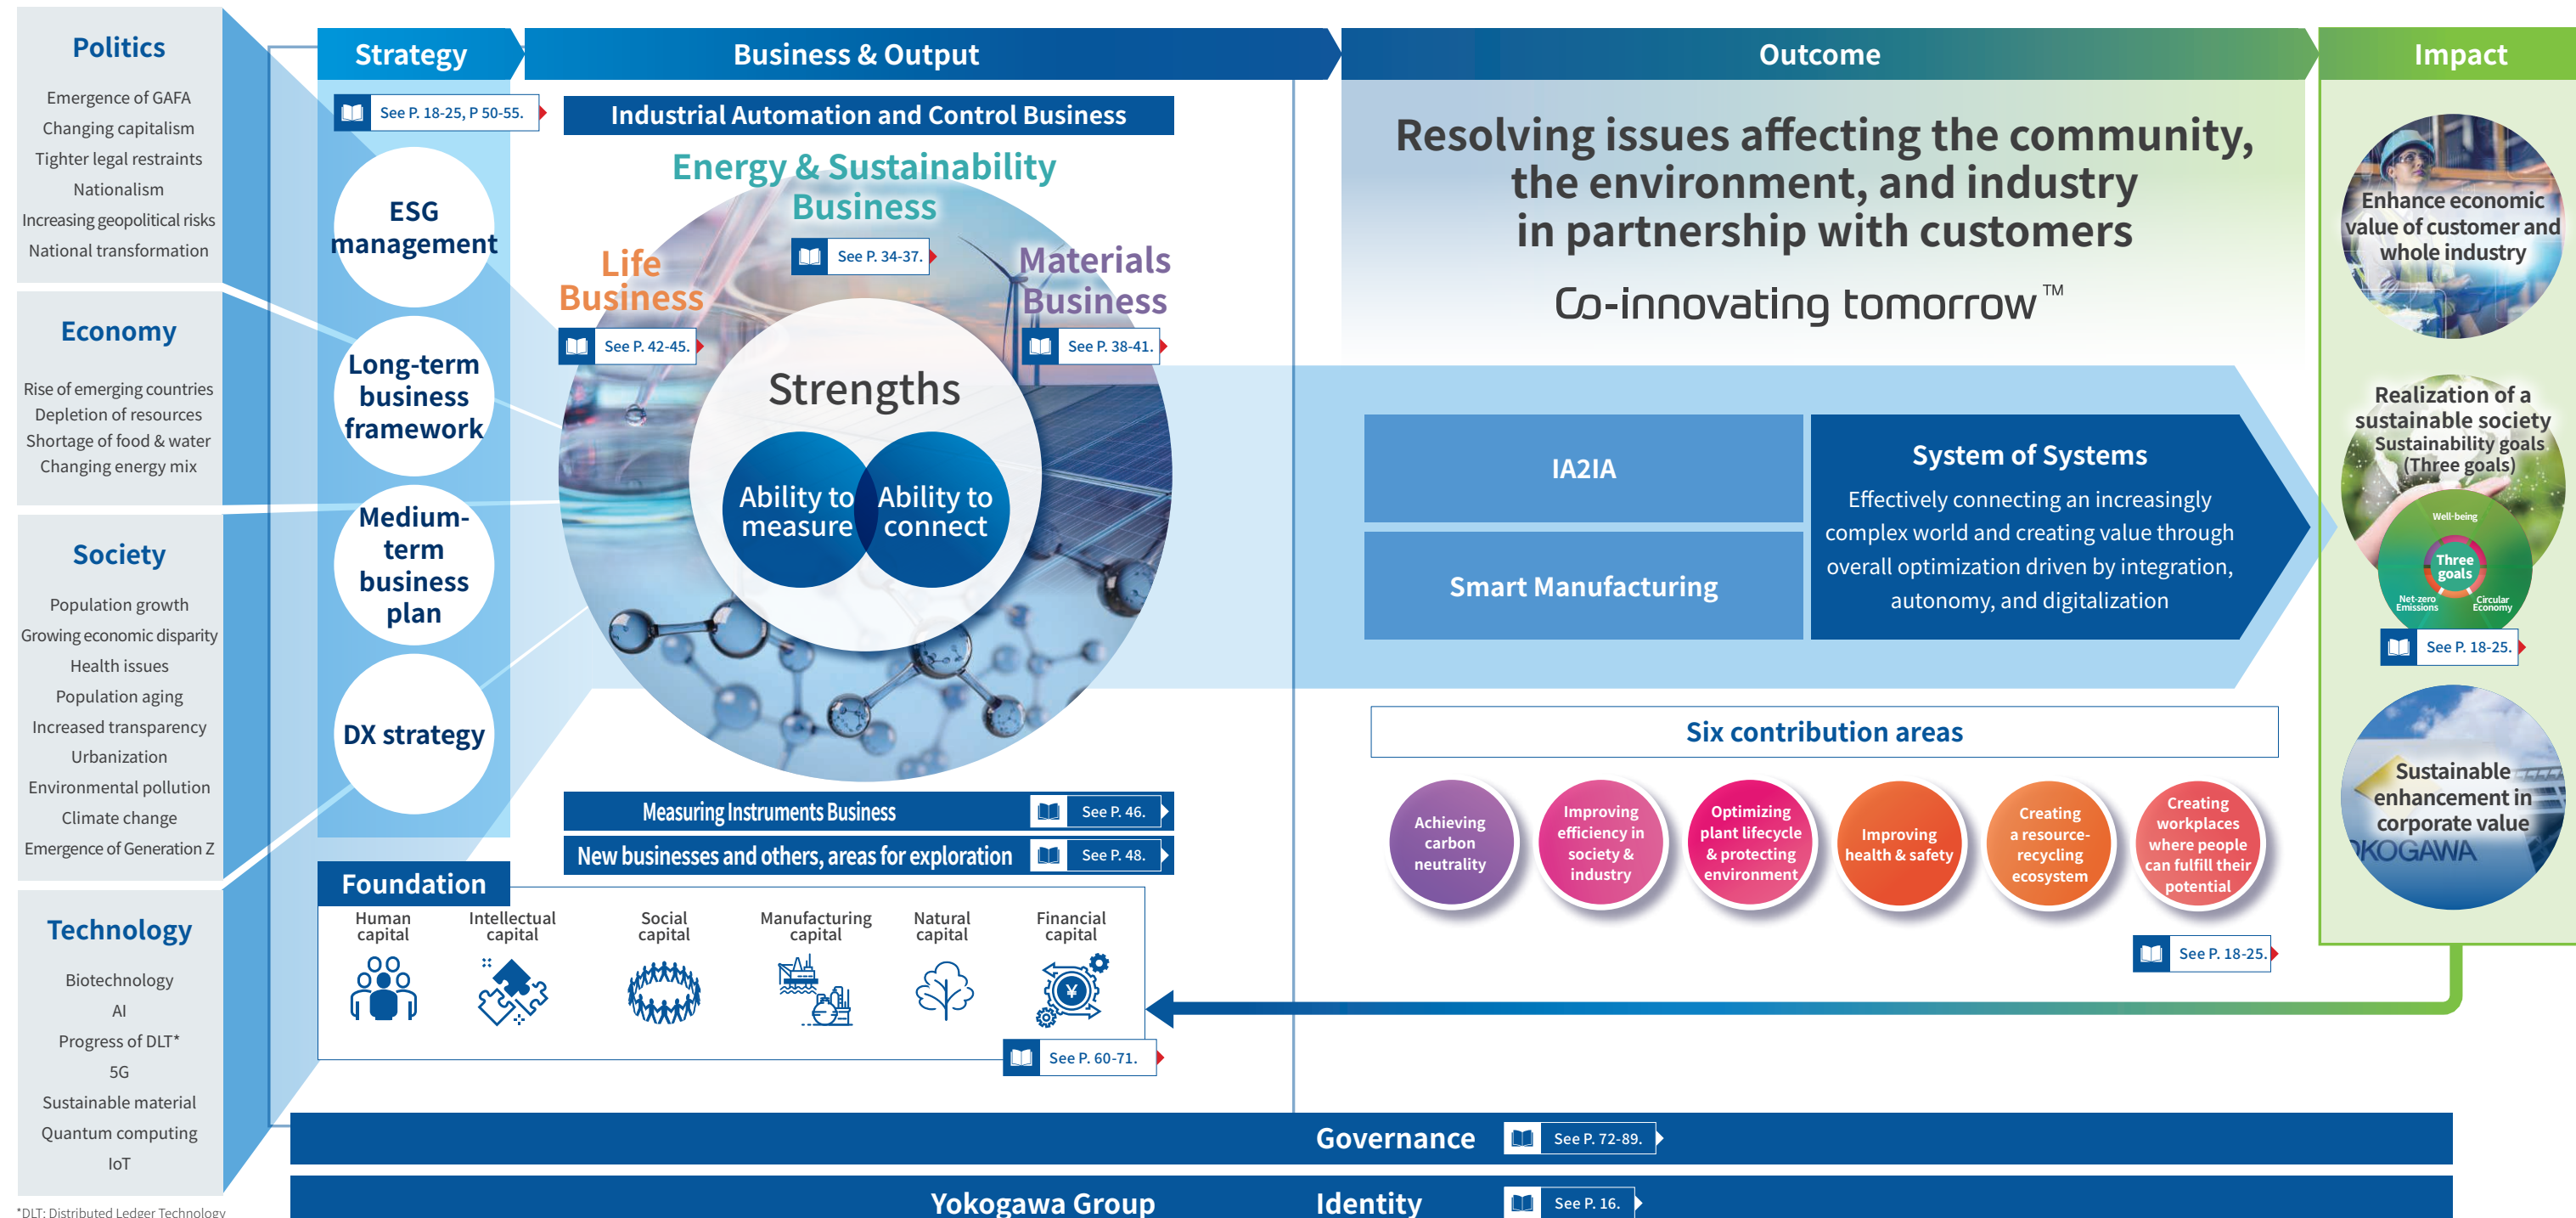 Politics
Emergence of GAFA
Changing capitalism
Tighter legal restraints
Nationalism
Increasing geopolitical risks
National transformation
Economy
Rise of emerging countries
Depletion of resources
Shortage of food & water
Changing energy mix
Society
Population growth
Growing economic disparity
Health issues
Population aging
Increased transparency
Urbanization
Environmental pollution
Climate change
Emergence of Generation Z
Technology
Biotechnology
AI
Progress of DLT*
5G
Sustainable material
Quantum computing
IoT
*DLT: Distributed Ledger Technology
Strategy
See P. 18-25, P 50-55.
ESG
management
Long-term
business
framework
Medium-
term
business
plan
DX strategy
Business & Output
Industrial Automation and Control Business
Energy & Sustainability
Business
See P. 34-37.
Life
Business
See P. 42-45.
Materials
Business
See P. 38-41.
Strengths
Ability to
measure
Ability to
connect
Measuring Instruments Business
See P. 46.
New businesses and others, areas for exploration
See P. 48.
Foundation
Human
capital
Intellectual
capital
Social
capital
Manufacturing
capital
Natural
capital
Financial
capital
¥
See P. 60-71.
Outcome
Resolving issues affecting the community,
the environment, and industry
in partnership with customers
Co-innovating tomorrow™
IA2IA
Smart Manufacturing
System of Systems
Effectively connecting an increasingly
complex world and creating value through
overall optimization driven by integration,
autonomy, and digitalization
Six contribution areas
Achieving
carbon
neutrality
Improving
efficiency in
society &
industry
Optimizing
plant lifecycle
& protecting
environment
Improving
health & safety
Creating
a resource-
recycling
ecosystem
Creating
workplaces
where people
can fulfill their
potential
See P. 18-25.
Impact
Enhance economic
value of customer and
whole industry
Realization of a
sustainable society
Sustainability goals
(Three goals)
Well-being
Three
goals
Net-zero
Emissions
Circular
Economy
See P. 18-25.
Sustainable
enhancement in
corporate value
OKOGAWA
Governance
See P. 72-89.
Yokogawa Group Identity
See P. 16.